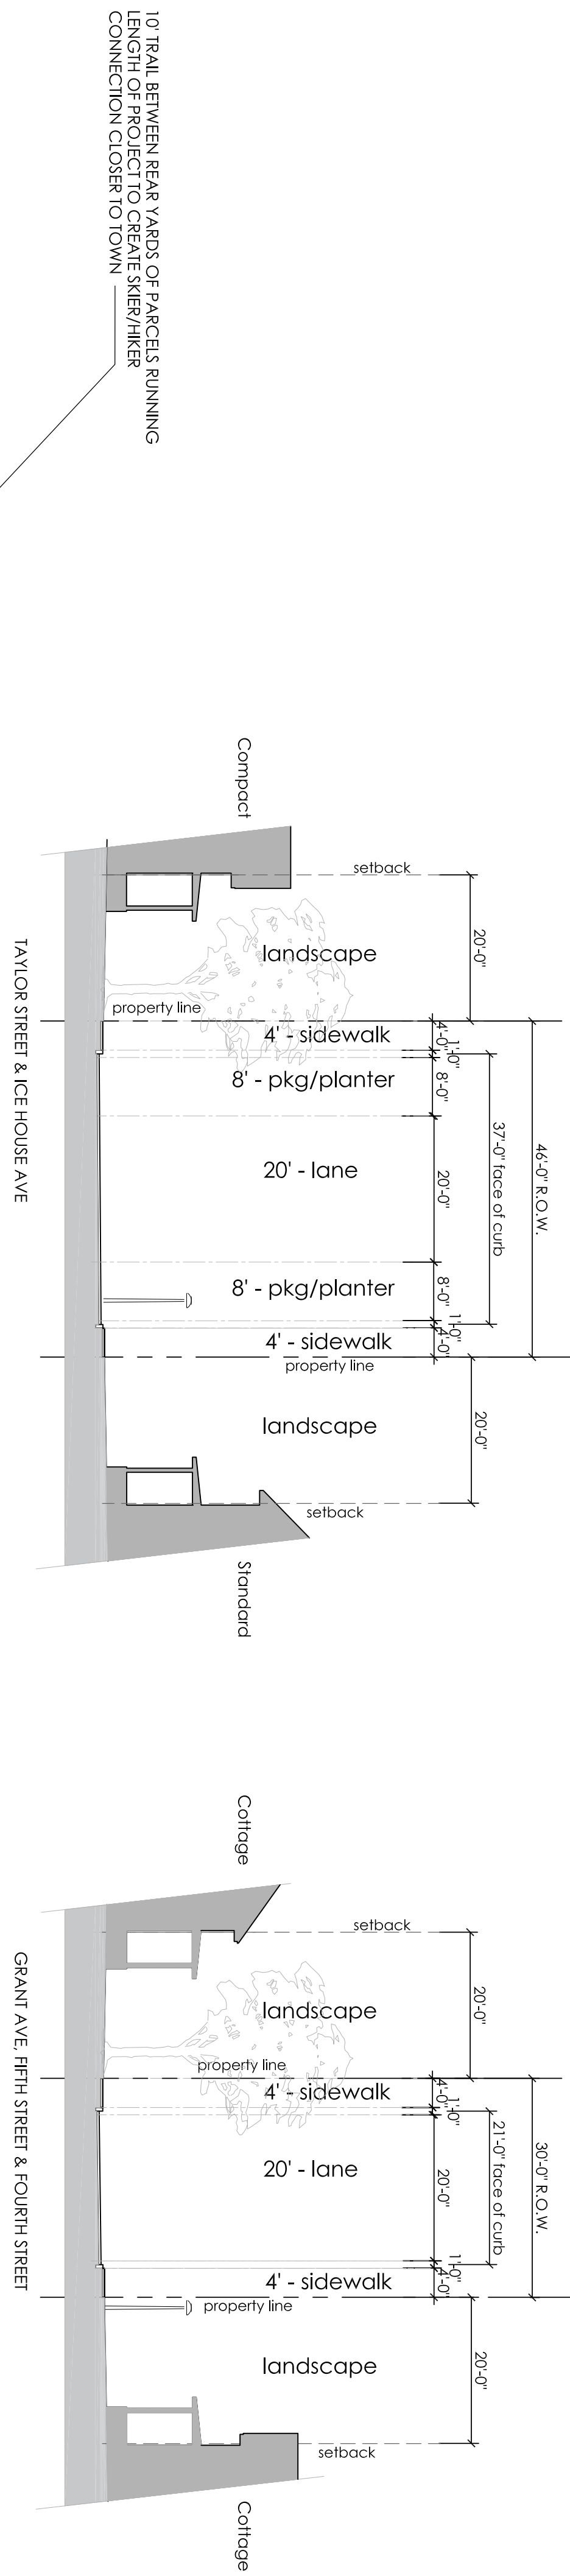 10' TRAIL BETWEEN REAR YARDS OF PARCELS RUNNING
LENGTH OF PROJECT TO CREATE SKIER/HIKER
CONNECTION CLOSER TO TOWN
46'-0" R.O.W.
37'-0" face of curb
20'-0"
4'-0"
1'-0"
8'-0"
20'-0"
8'-0"
1'-0"
4'-0"
20'-0"
setback
landscape
property line
4' - sidewalk
8' - pkg/planter
20' - lane
8' - pkg/planter
4' - sidewalk
property line
landscape
setback
Compact
Standard
TAYLOR STREET & ICE HOUSE AVE
30'-0" R.O.W.
21'-0" face of curb
20'-0"
4'-0"
1'-0"
20'-0"
1'-0"
4'-0"
20'-0"
setback
landscape
property line
4' - sidewalk
20' - lane
4' - sidewalk
property line
landscape
setback
Cottage
Cottage
GRANT AVE, FIFTH STREET & FOURTH STREET